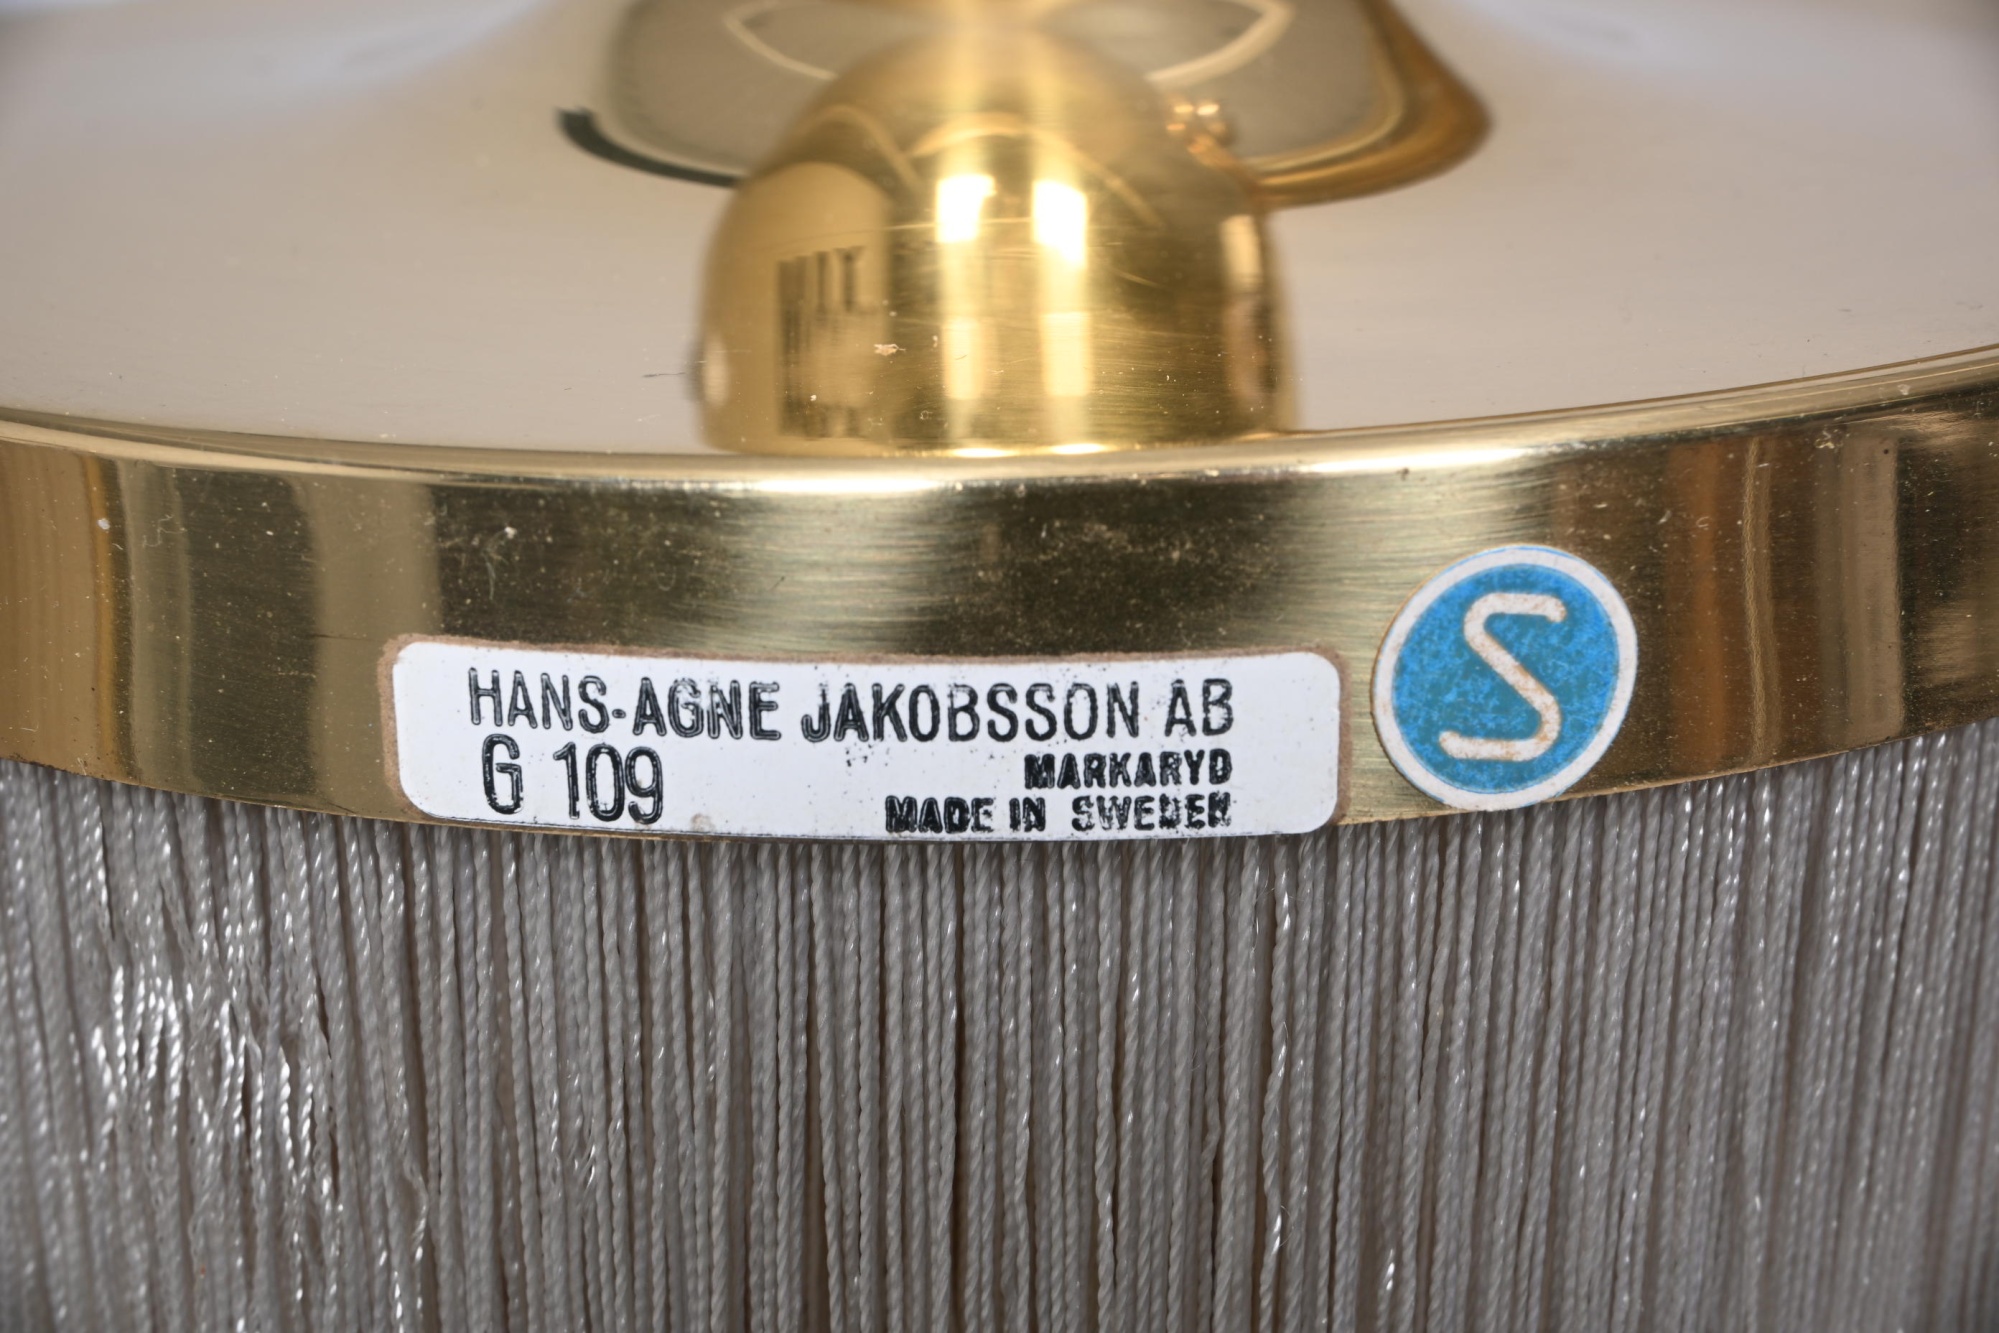 HANS-AGNE JAKOBSSON AB
G 109
MARKARYD
MADE IN SWEDEN
S